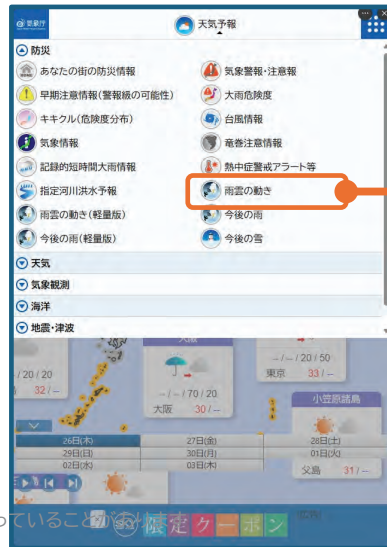 気象庁
天気予報
防災
あなたの街の防災情報
気象警報・注意報
早期注意情報(警報級の可能性)
大雨危険度
キキクル(危険度分布)
台風情報
気象情報
竜巻注意情報
記録的短時間大雨情報
熱中症警戒アラート等
指定河川洪水予報
雨雲の動き
雨雲の動き(軽量版)
今後の雨
今後の雨(軽量版)
今後の雪
天気
気象観測
海洋
地震・津波
大阪
--/--/20/50
/20/20
東京 33/--
32/--
--/--/70/20
大阪 30/--
小笠原諸島
26日(木) 27日(金) 28日(土)
29日(日) 30日(月) 01日(火)
02日(水) 03日(木)
父島 31/--
っていることがあります
限定クーポン